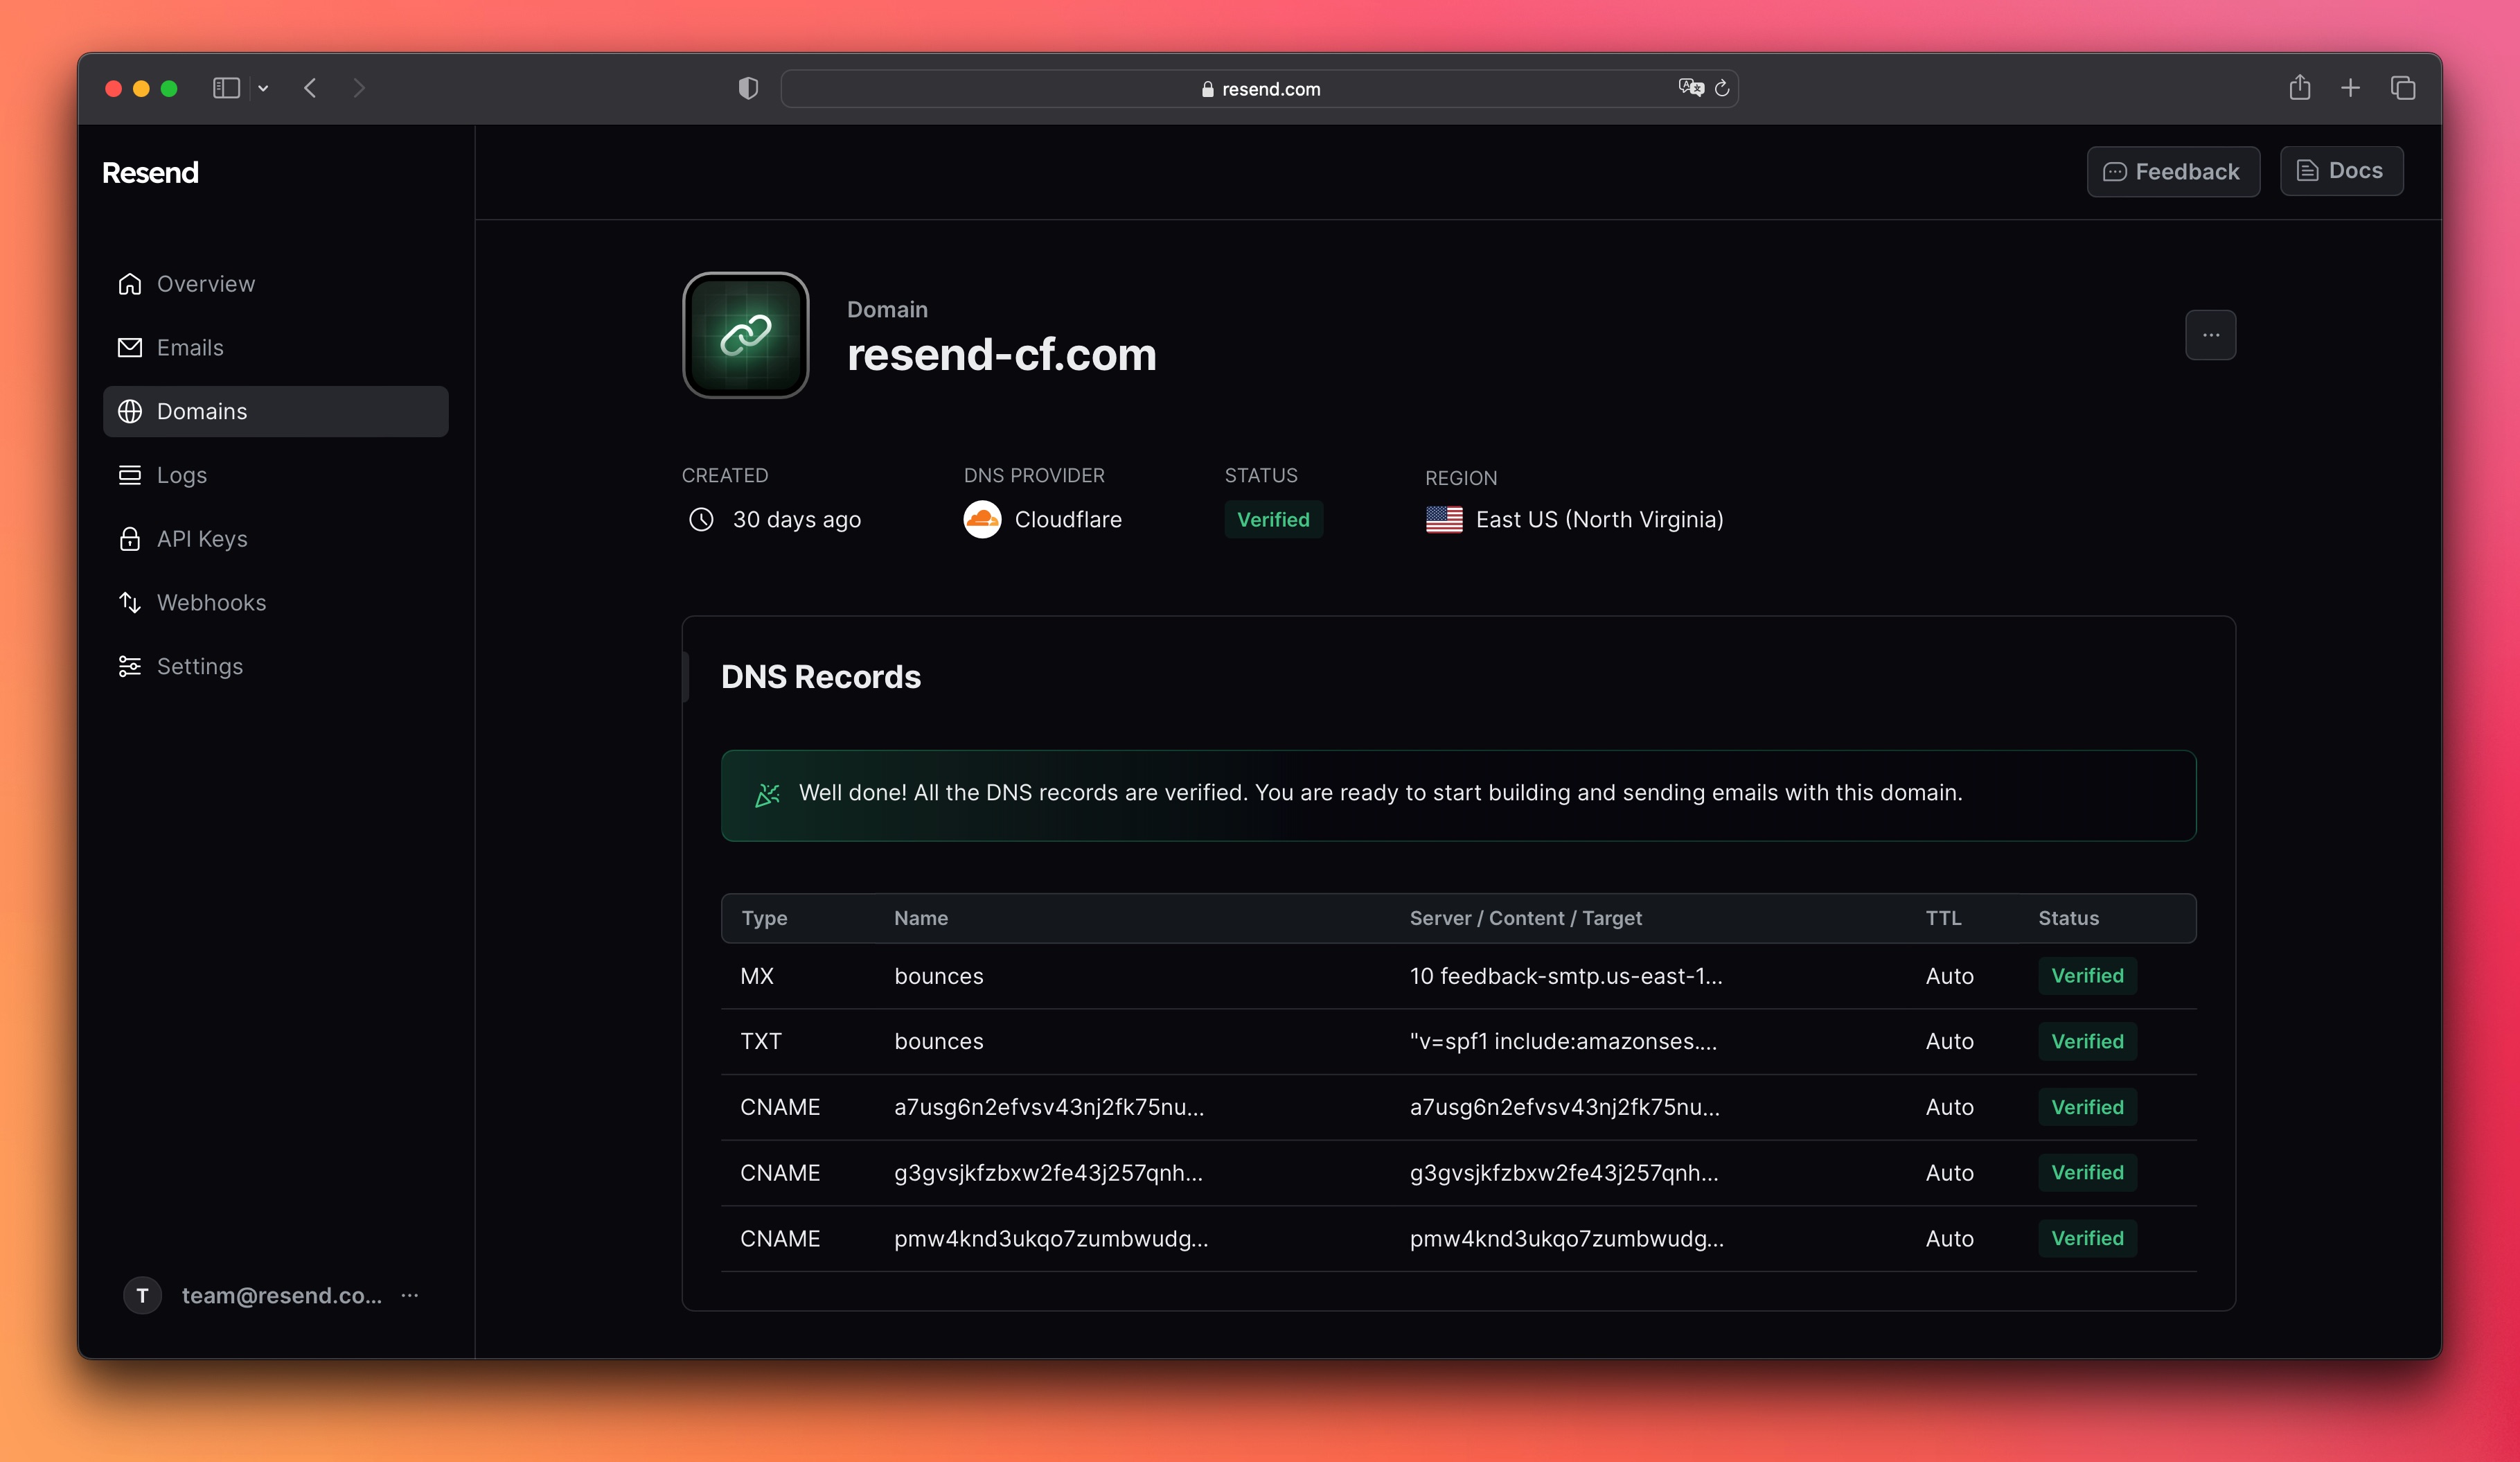 resend.com
Resend
Feedback
Docs
Overview
Emails
Domains
Logs
API Keys
Webhooks
Settings
Domain
resend-cf.com
CREATED
DNS PROVIDER
STATUS
REGION
30 days ago
Cloudflare
Verified
East US (North Virginia)
DNS Records
Well done! All the DNS records are verified. You are ready to start building and sending emails with this domain.
Type Name Server / Content / Target TTL Status
MX bounces 10 feedback-smtp.us-east-1... Auto Verified
TXT bounces "v=spf1 include:amazonses.... Auto Verified
CNAME a7usg6n2efvsv43nj2fk75nu... a7usg6n2efvsv43nj2fk75nu... Auto Verified
CNAME g3gvsjkfzbxw2fe43j257qnh... g3gvsjkfzbxw2fe43j257qnh... Auto Verified
CNAME pmw4knd3ukqo7zumbwudg... pmw4knd3ukqo7zumbwudg... Auto Verified
T team@resend.co...